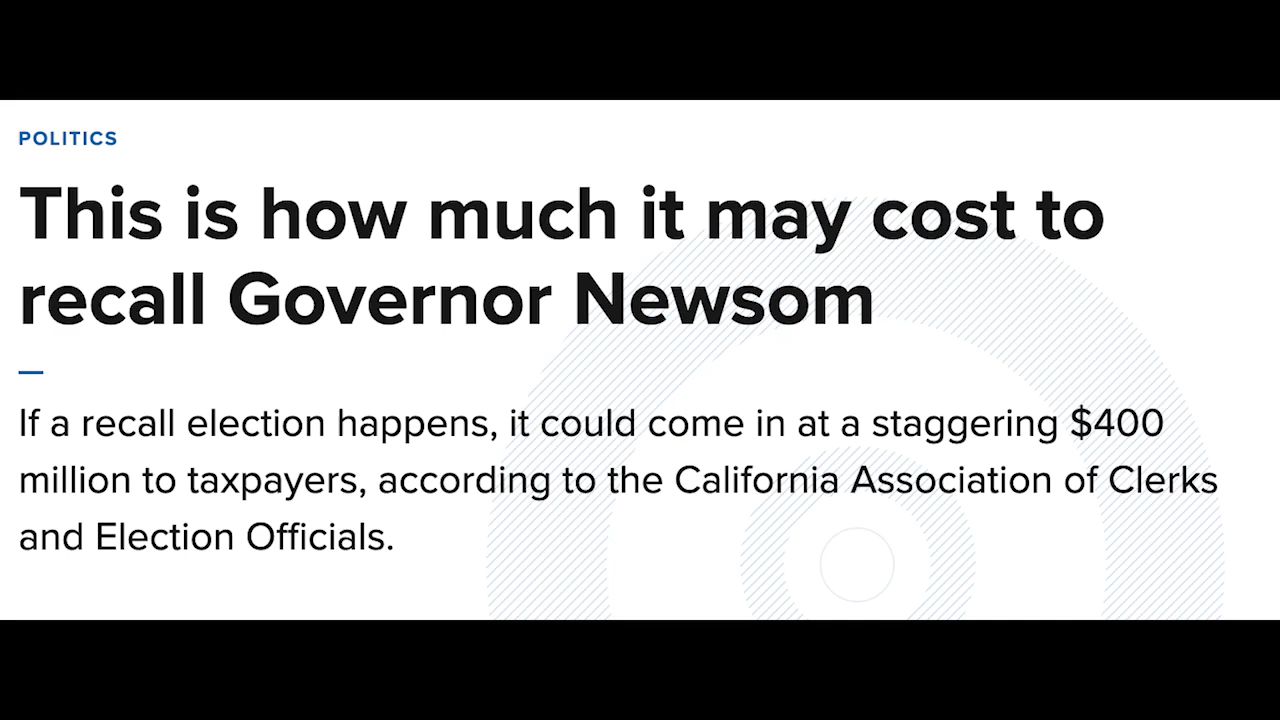 POLITICS
This is how much it may cost to
recall Governor Newsom
If a recall election happens, it could come in at a staggering $400
million to taxpayers, according to the California Association of Clerks
and Election Officials.